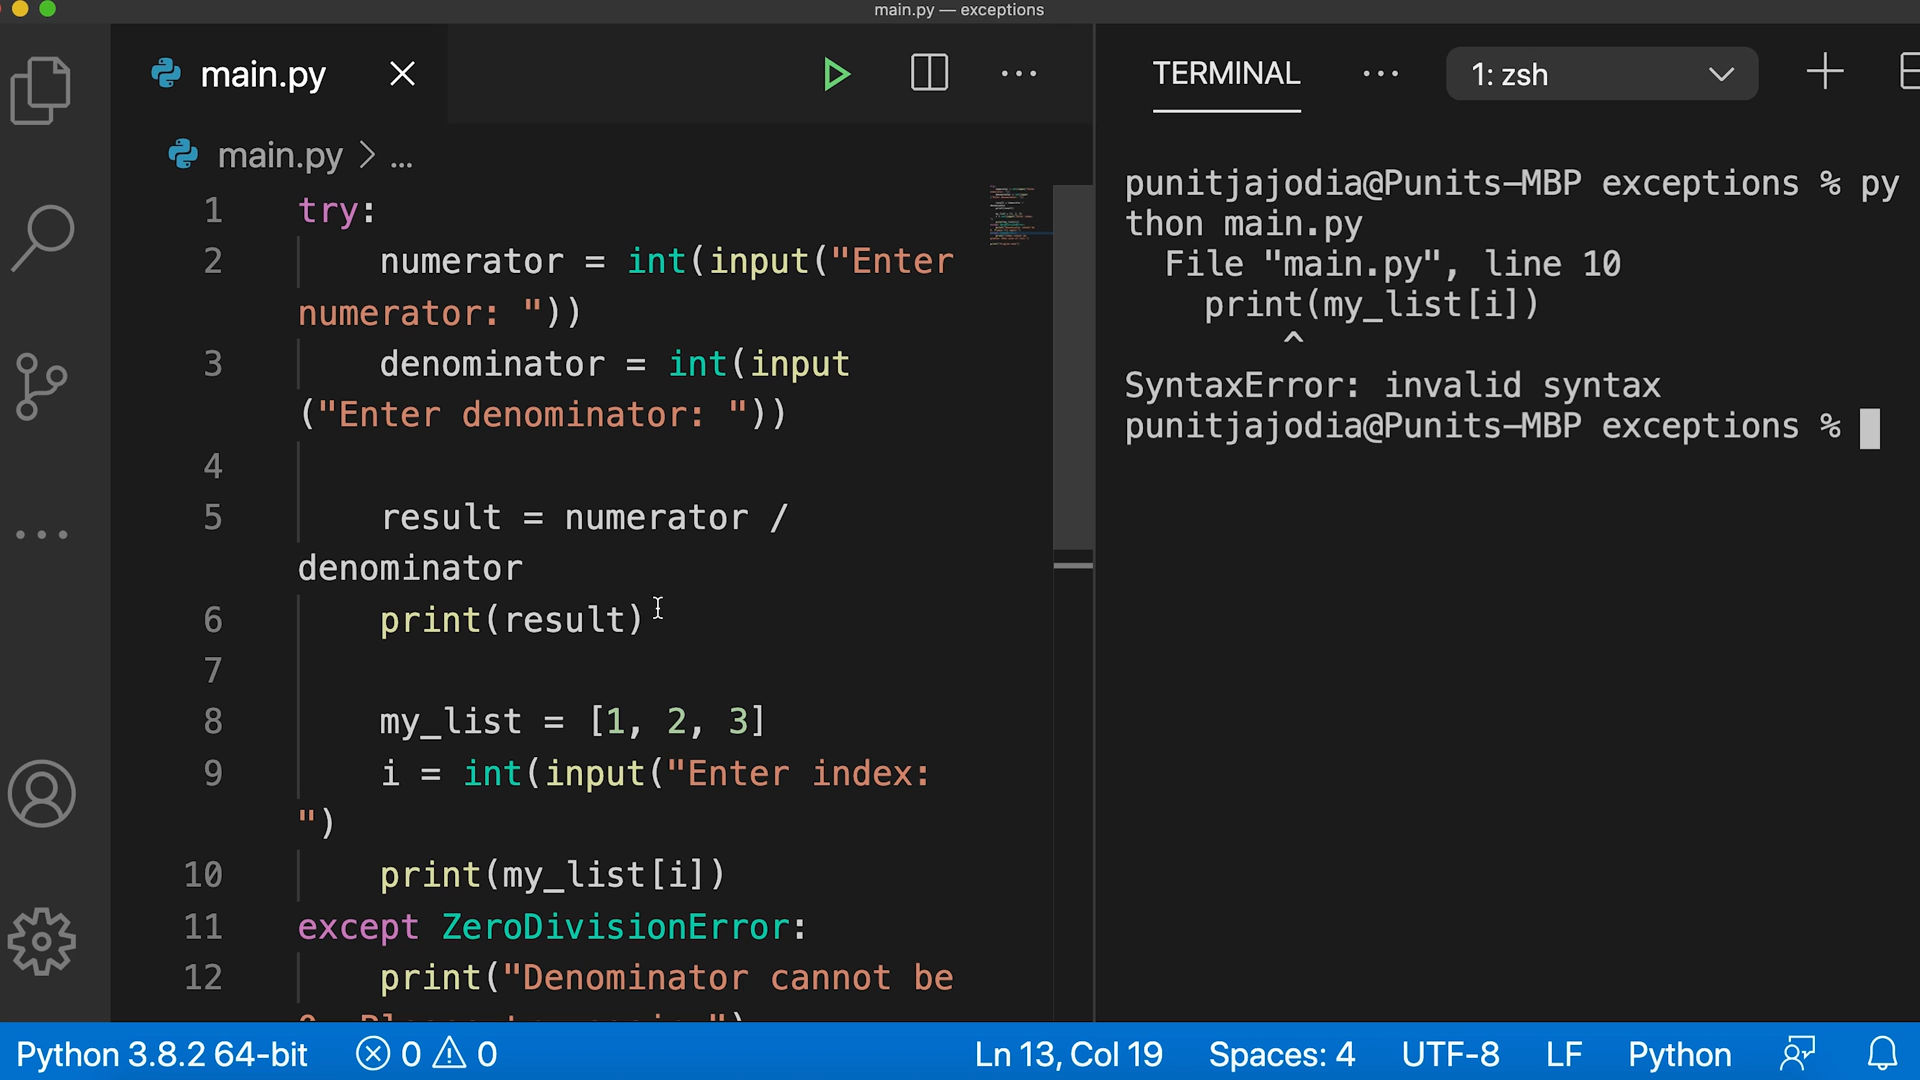 main.py — exceptions
main.py
TERMINAL
1: zsh
main.py > ...
1 try:
2 numerator = int(input("Enter
numerator: "))
3 denominator = int(input
("Enter denominator: "))
4
5 result = numerator /
denominator
6 print(result)
7
8 my_list = [1, 2, 3]
9 i = int(input("Enter index:
")
10 print(my_list[i])
11 except ZeroDivisionError:
12 print("Denominator cannot be
punitjajodia@Punits-MBP exceptions % py
thon main.py
File "main.py", line 10
print(my_list[i])
^
SyntaxError: invalid syntax
punitjajodia@Punits-MBP exceptions %
Python 3.8.2 64-bit
0
0
Ln 13, Col 19
Spaces: 4
UTF-8
LF
Python